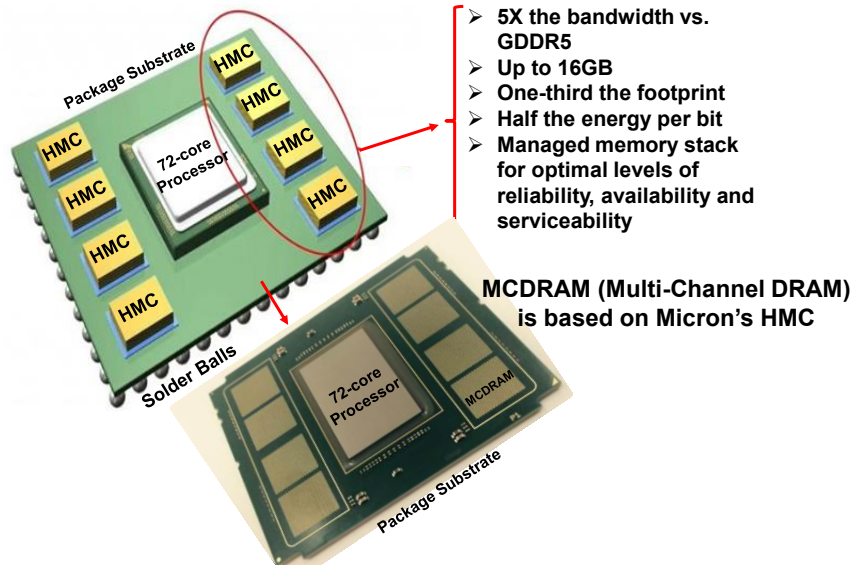 Package Substrate
HMC
HMC
HMC
HMC
72-core
Processor
HMC
HMC
HMC
HMC
Solder Balls
➢ 5X the bandwidth vs.
GDDR5
➢ Up to 16GB
➢ One-third the footprint
➢ Half the energy per bit
➢ Managed memory stack
for optimal levels of
reliability, availability and
serviceability
MCDRAM (Multi-Channel DRAM)
is based on Micron's HMC
72-core
Processor
MCDRAM
P1
Package Substrate